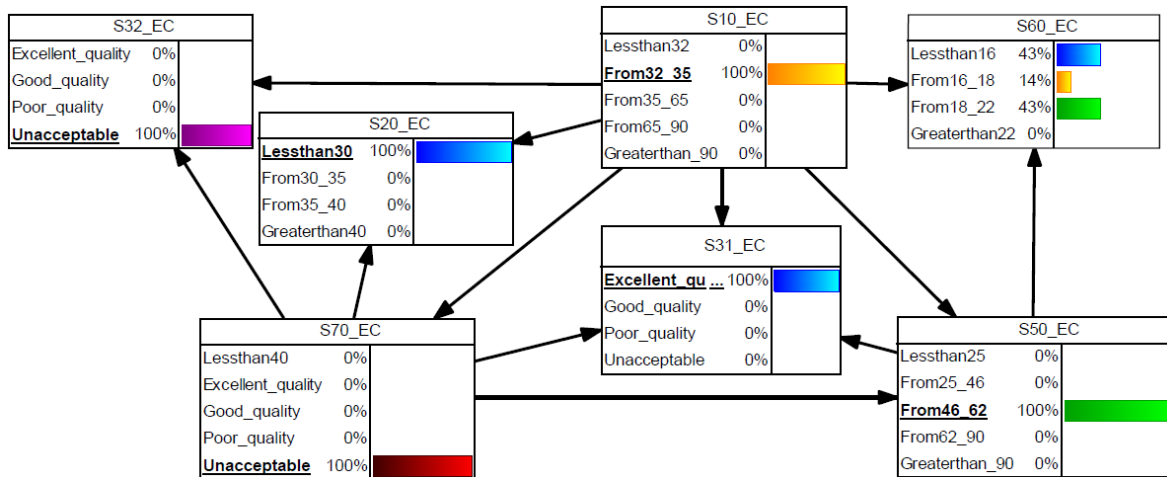 S32_EC
Excellent_quality 0%
Good_quality 0%
Poor_quality 0%
Unacceptable 100%
S10_EC
Lessthan32 0%
From32_35 100%
From35_65 0%
From65_90 0%
Greaterthan_90 0%
S60_EC
Lessthan16 43%
From16_18 14%
From18_22 43%
Greaterthan22 0%
S20_EC
Lessthan30 100%
From30_35 0%
From35_40 0%
Greaterthan40 0%
S31_EC
Excellent_qu ... 100%
Good_quality 0%
Poor_quality 0%
Unacceptable 0%
S70_EC
Lessthan40 0%
Excellent_quality 0%
Good_quality 0%
Poor_quality 0%
Unacceptable 100%
S50_EC
Lessthan25 0%
From25_46 0%
From46_62 100%
From62_90 0%
Greaterthan_90 0%